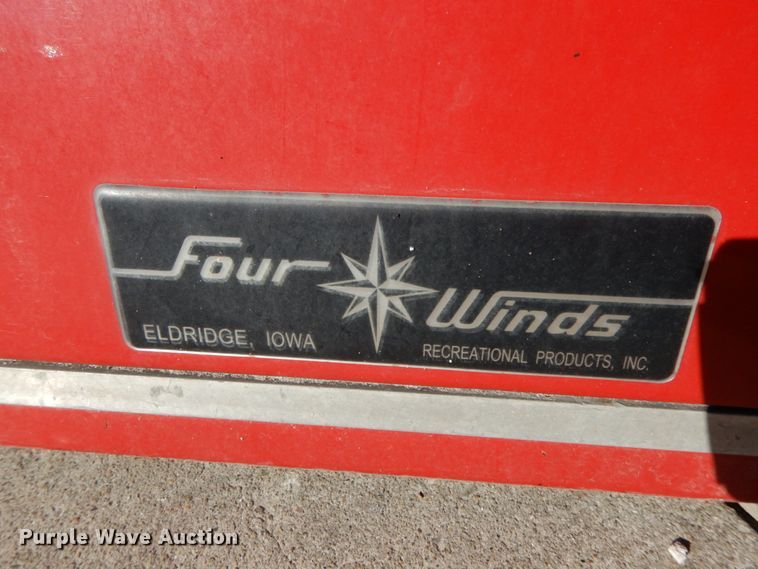 Four Winds
ELDRIDGE, IOWA
RECREATIONAL PRODUCTS, INC.
Purple Wave Auction